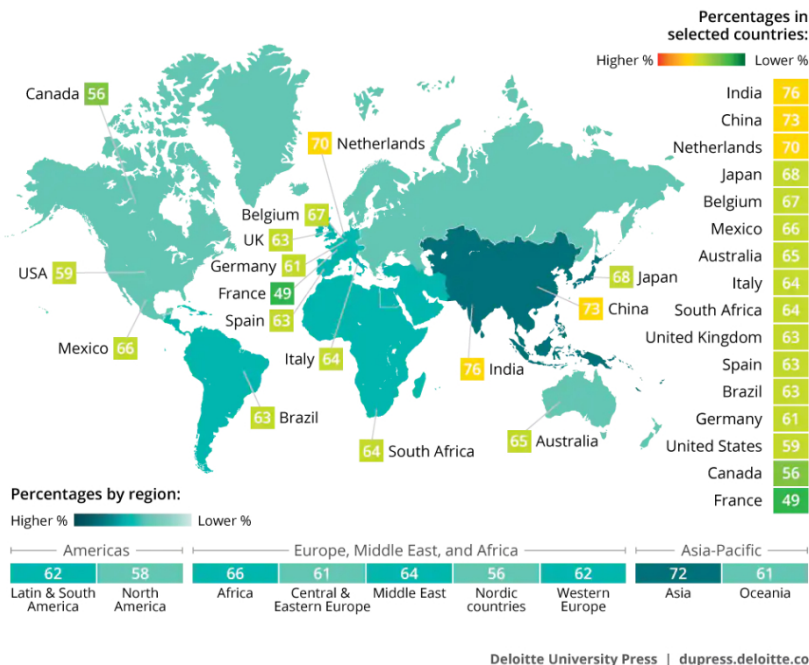 Percentages in
selected countries:
Higher % Lower %
Canada 56
70 Netherlands
Belgium 67
UK 63
Germany 61
USA 59
France 49
Spain 63
Mexico 66
Italy 64
68 Japan
73 China
76 India
63 Brazil
64 South Africa
65 Australia
India 76
China 73
Netherlands 70
Japan 68
Belgium 67
Mexico 66
Australia 65
Italy 64
South Africa 64
United Kingdom 63
Spain 63
Brazil 63
Germany 61
United States 59
Canada 56
France 49
Percentages by region:
Higher % Lower %
Americas Europe, Middle East, and Africa Asia-Pacific
62 58 66 61 64 56 62 72 61
Latin & South North Africa Central & Middle East Nordic Western Asia Oceania
America America Eastern Europe countries Europe
Deloitte University Press | dupress.deloitte.co